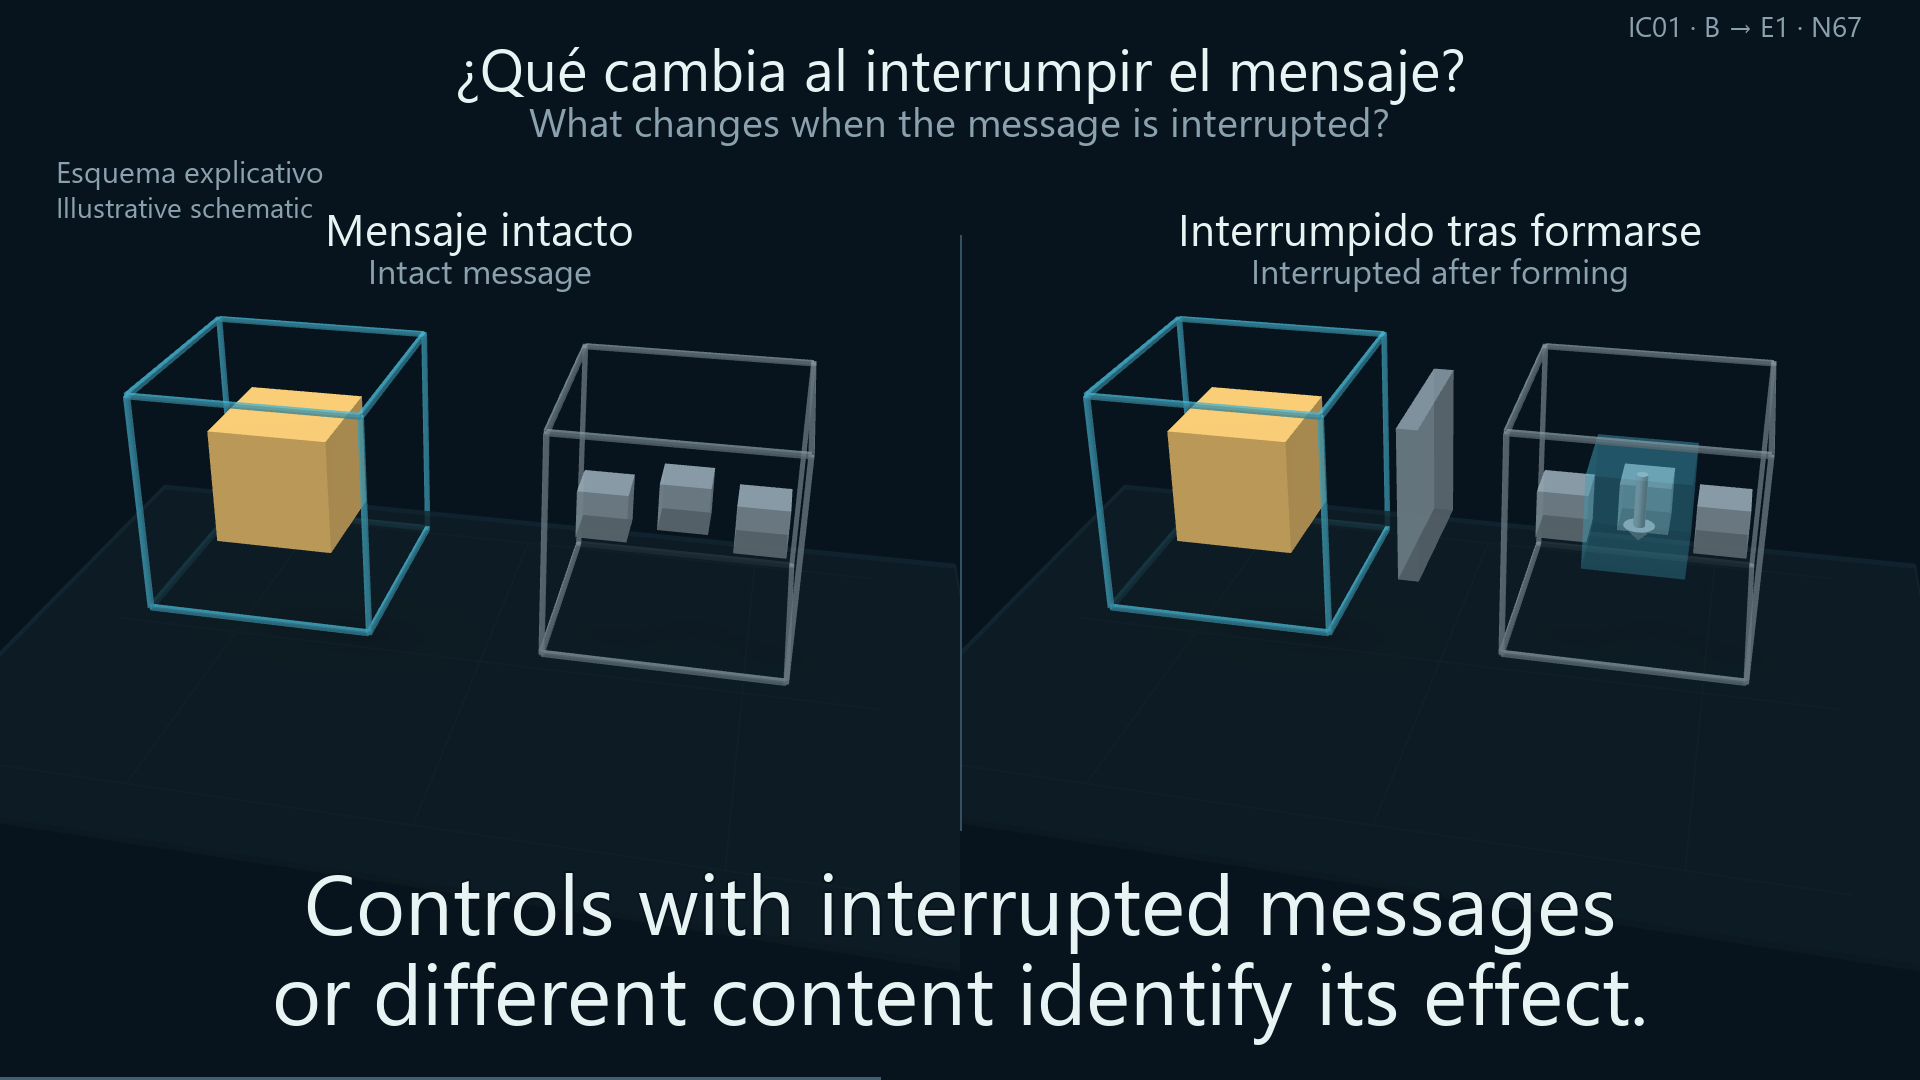 IC01 · B → E1 · N67
¿Qué cambia al interrumpir el mensaje?
What changes when the message is interrupted?
Esquema explicativo
Illustrative schematic
Mensaje intacto
Intact message
Interrumpido tras formarse
Interrupted after forming
Controls with interrupted messages
or different content identify its effect.